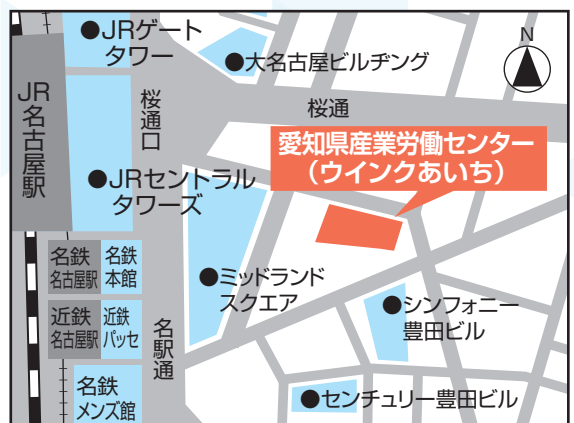 ●JRゲート
タワー
N
●大名古屋ビルヂング
JR名古屋駅
桜通口
桜通
愛知県産業労働センター
(ウインクあいち)
●JRセントラル
タワーズ
名鉄
名古屋駅
名鉄
本館
●ミッドランド
スクエア
●シンフォニー
豊田ビル
近鉄
名古屋駅
近鉄
パッセ
名駅通
名鉄
メンズ館
●センチュリー豊田ビル